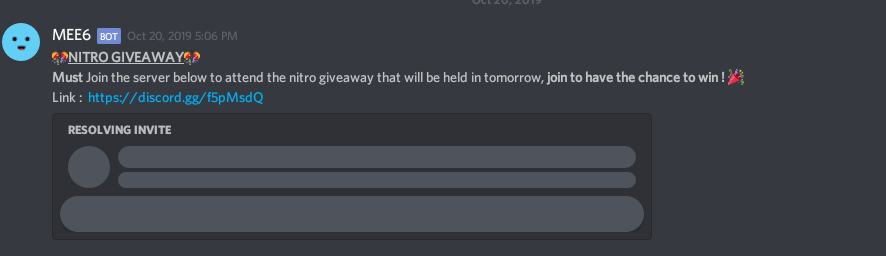 Oct 20, 2019
MEE6 BOT Oct 20, 2019 5:06 PM
NITRO GIVEAWAY
Must Join the server below to attend the nitro giveaway that will be held in tomorrow, join to have the chance to win !
Link : https://discord.gg/f5pMsdQ
RESOLVING INVITE